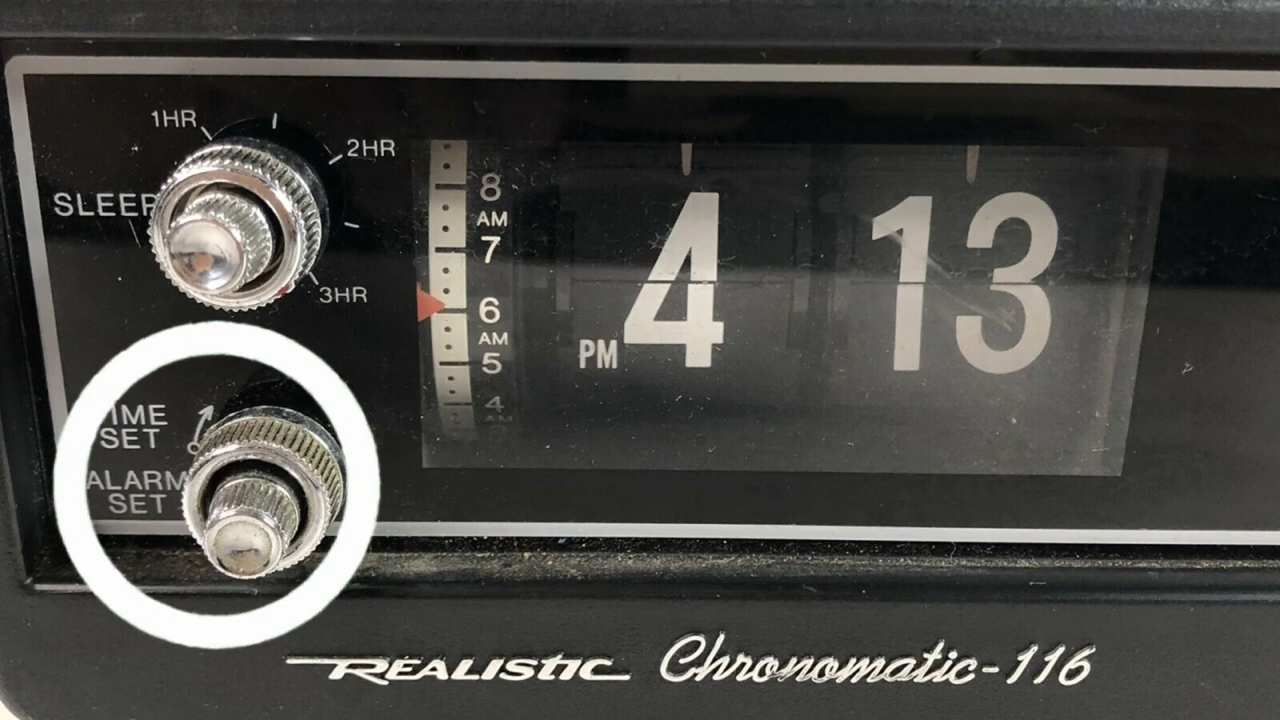 1HR
2HR
SLEEP
3HR
8
AM
7
6
AM
5
4
AM
PM 4 13
TIME
SET
ALARM
SET
REALISTIC Chronomatic-116